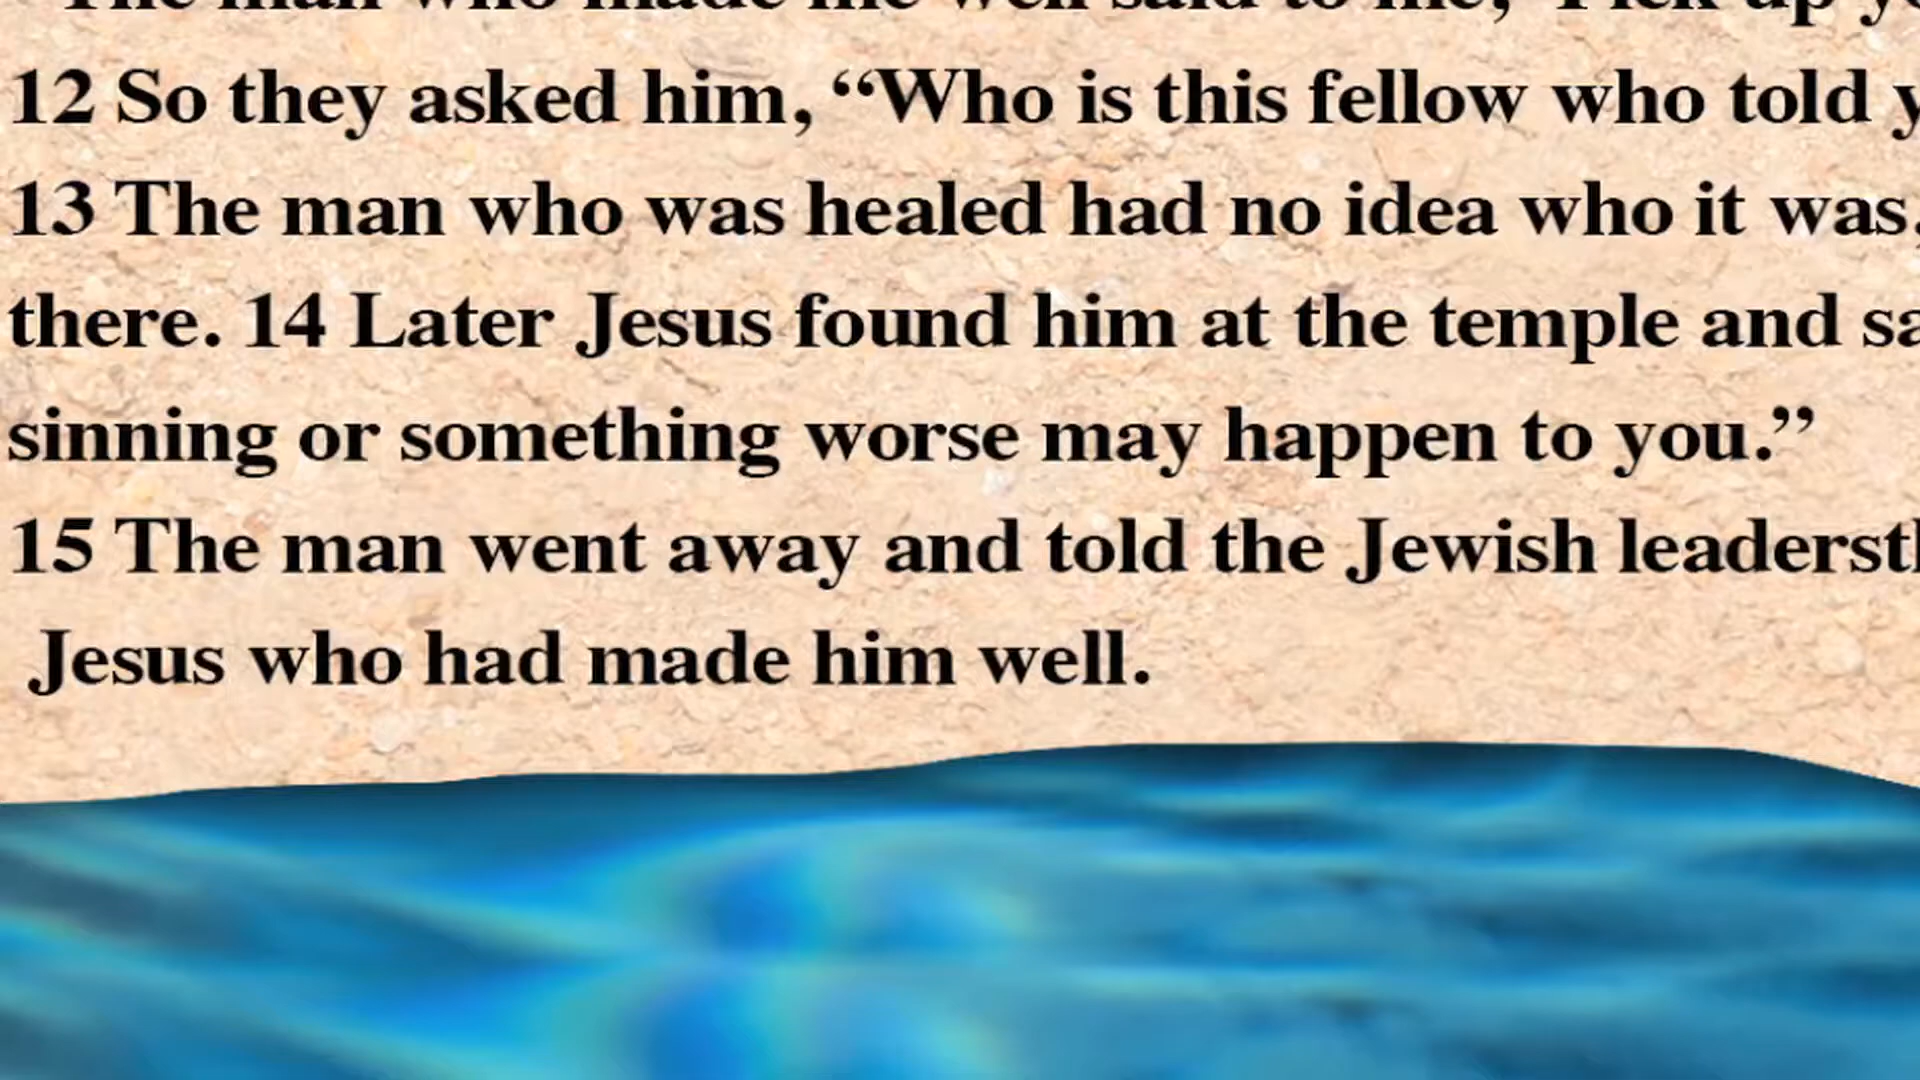 The man who made me well said to me, ‘Pick up
12 So they asked him, “Who is this fellow who told
13 The man who was healed had no idea who it was,
there. 14 Later Jesus found him at the temple and
sinning or something worse may happen to you.”
15 The man went away and told the Jewish
Jesus who had made him well.